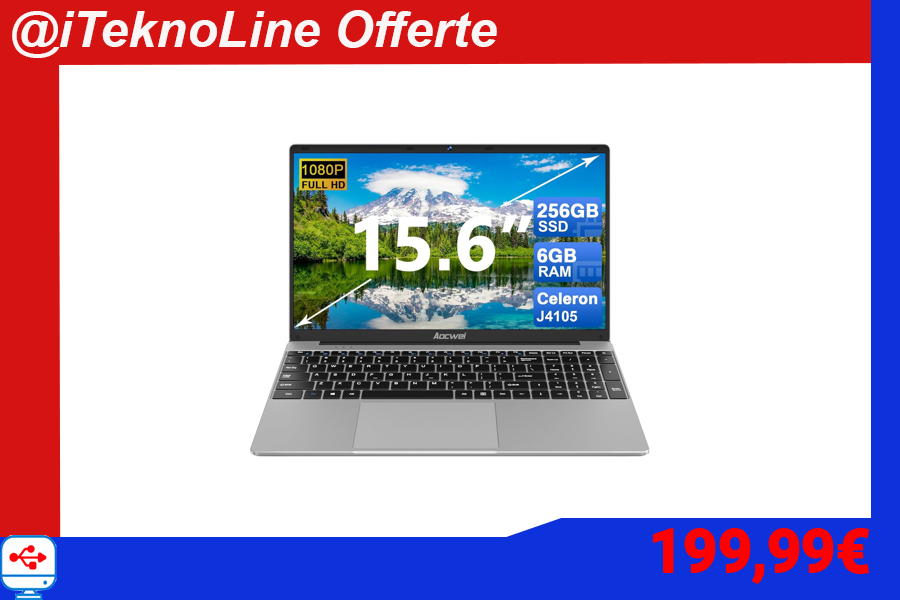 @iTeknoLine Offerte
1080P
FULL HD
15.6”
256GB
SSD
6GB
RAM
Celeron
J4105
Aocwei
199,99€